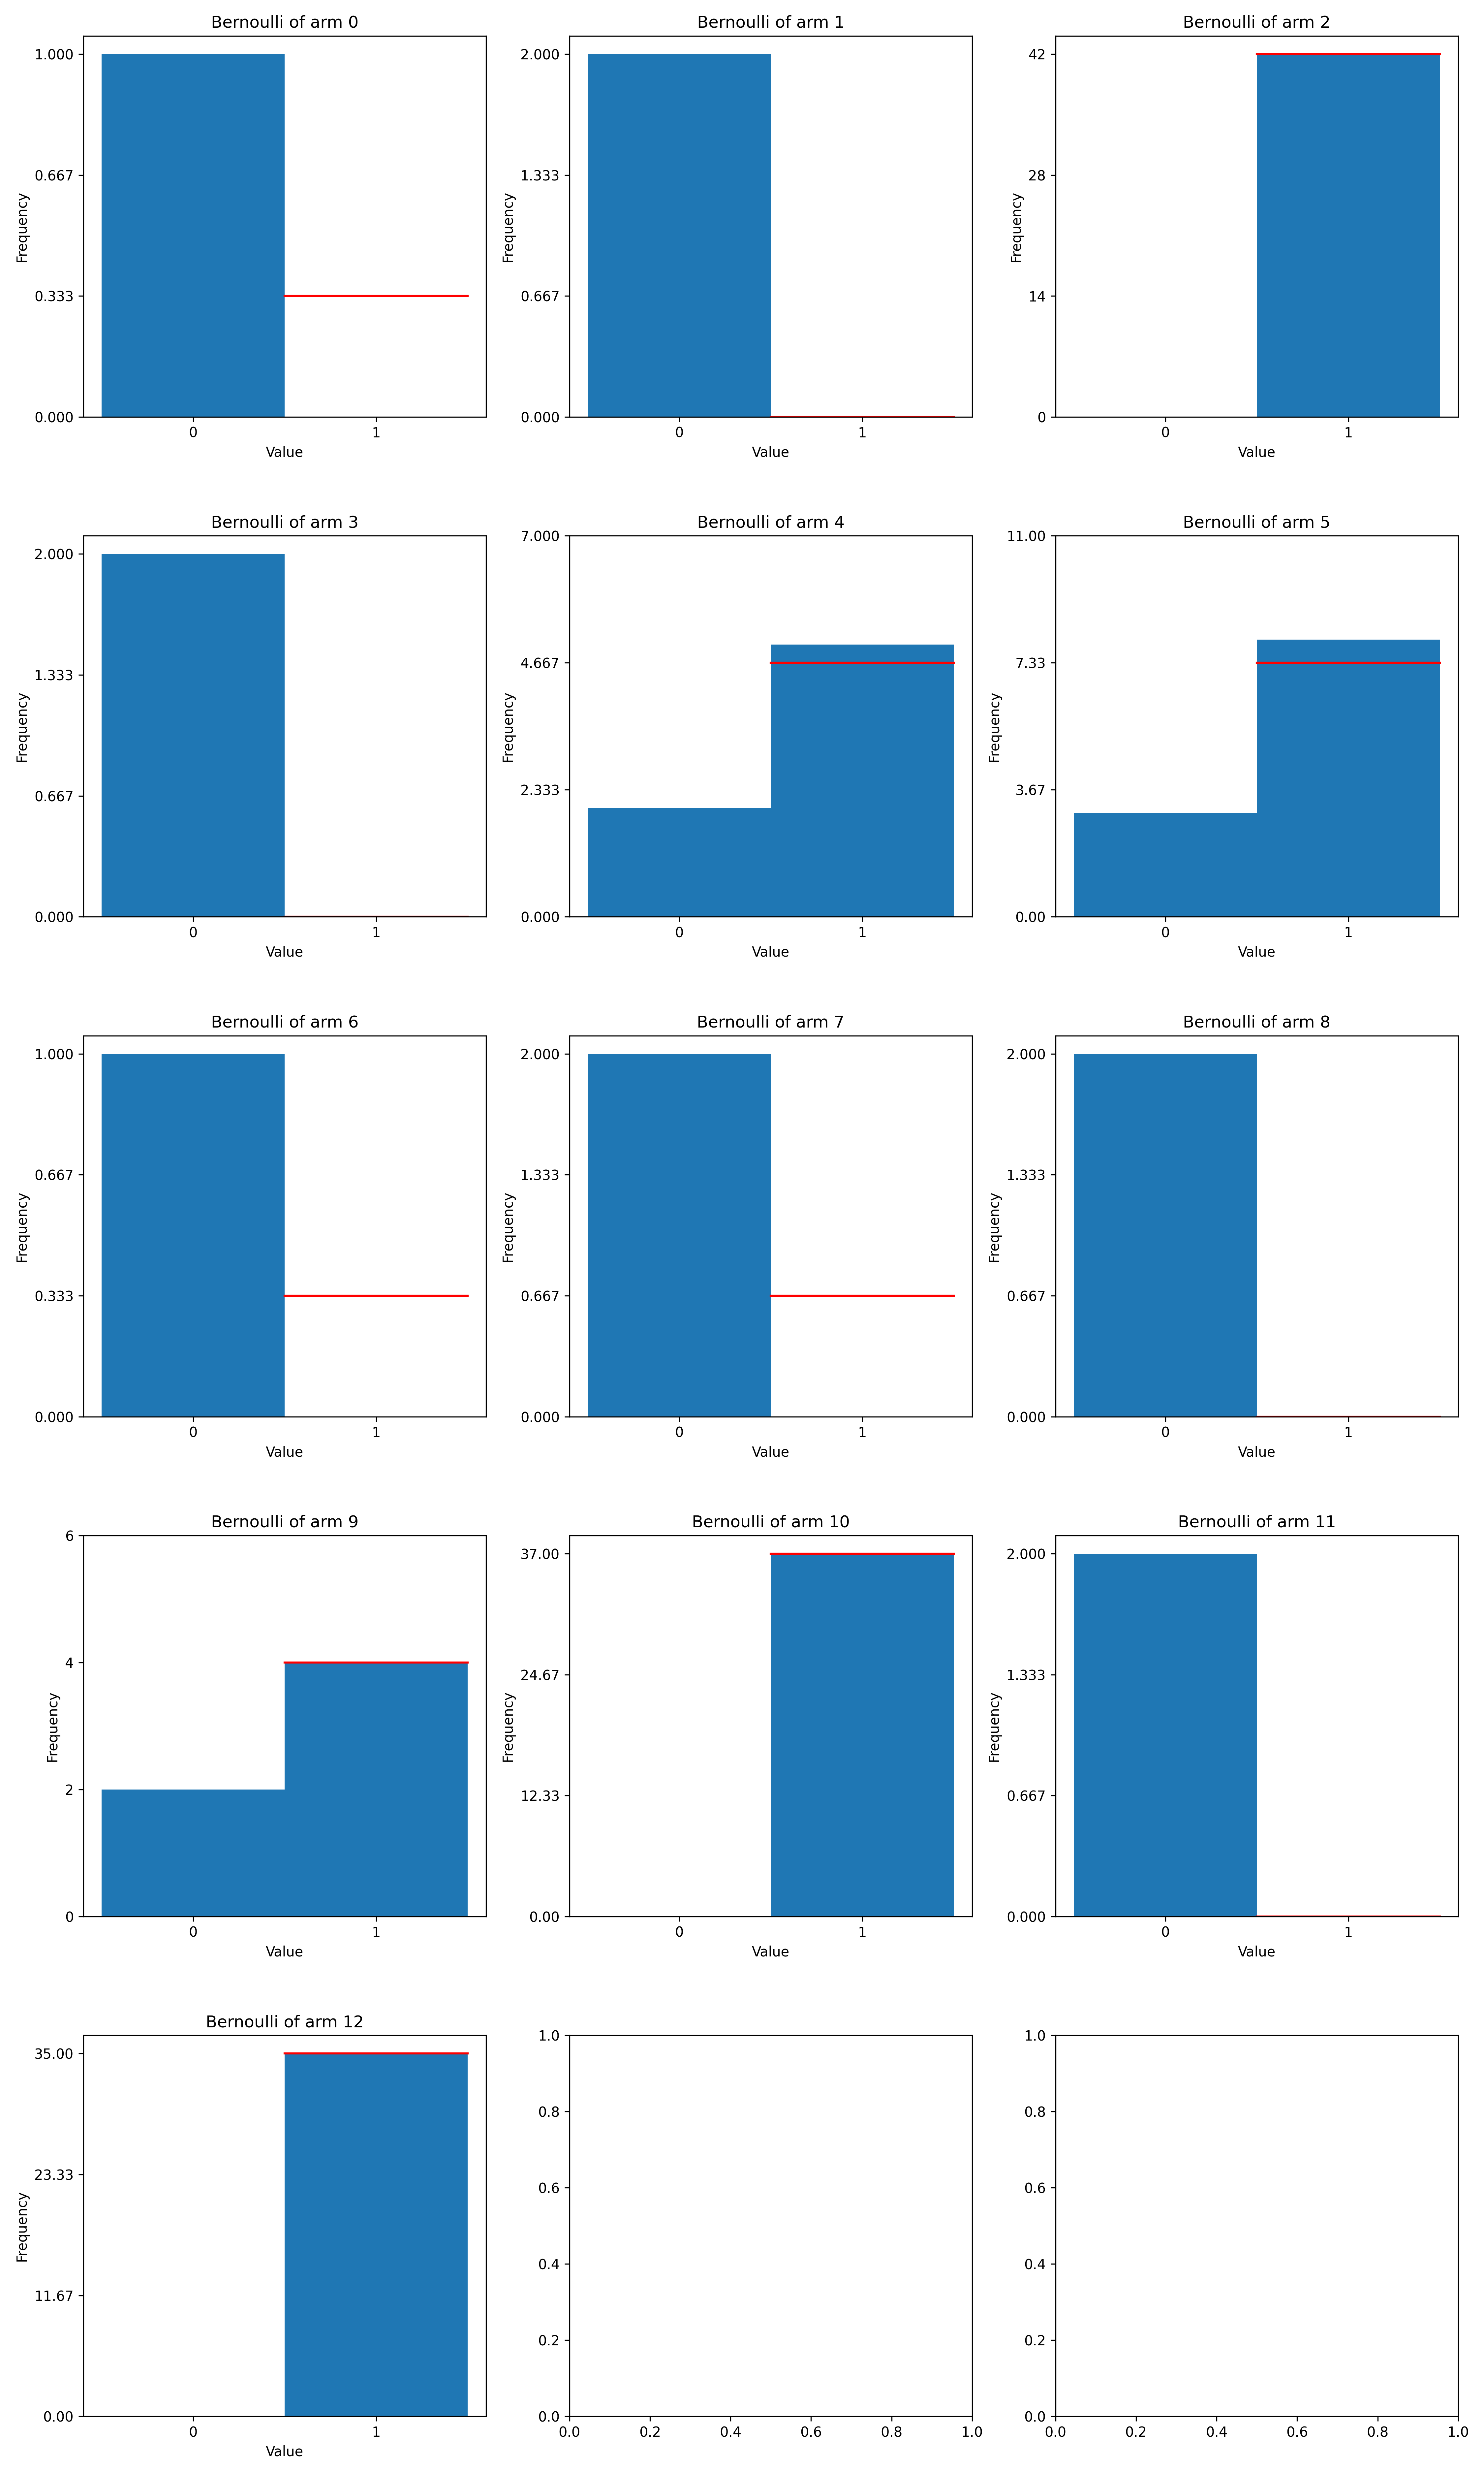 Bernoulli of arm 0
1.000
0.667
0.333
0.000
Frequency
0 1
Value
Bernoulli of arm 1
2.000
1.333
0.667
0.000
Frequency
0 1
Value
Bernoulli of arm 2
42
28
14
0
Frequency
0 1
Value
Bernoulli of arm 3
2.000
1.333
0.667
0.000
Frequency
0 1
Value
Bernoulli of arm 4
7.000
4.667
2.333
0.000
Frequency
0 1
Value
Bernoulli of arm 5
11.00
7.33
3.67
0.00
Frequency
0 1
Value
Bernoulli of arm 6
1.000
0.667
0.333
0.000
Frequency
0 1
Value
Bernoulli of arm 7
2.000
1.333
0.667
0.000
Frequency
0 1
Value
Bernoulli of arm 8
2.000
1.333
0.667
0.000
Frequency
0 1
Value
Bernoulli of arm 9
6
4
2
0
Frequency
0 1
Value
Bernoulli of arm 10
37.00
24.67
12.33
0.00
Frequency
0 1
Value
Bernoulli of arm 11
2.000
1.333
0.667
0.000
Frequency
0 1
Value
Bernoulli of arm 12
35.00
23.33
11.67
0.00
Frequency
0 1
Value
1.0
0.8
0.6
0.4
0.2
0.0
0.0 0.2 0.4 0.6 0.8 1.0
1.0
0.8
0.6
0.4
0.2
0.0
0.0 0.2 0.4 0.6 0.8 1.0